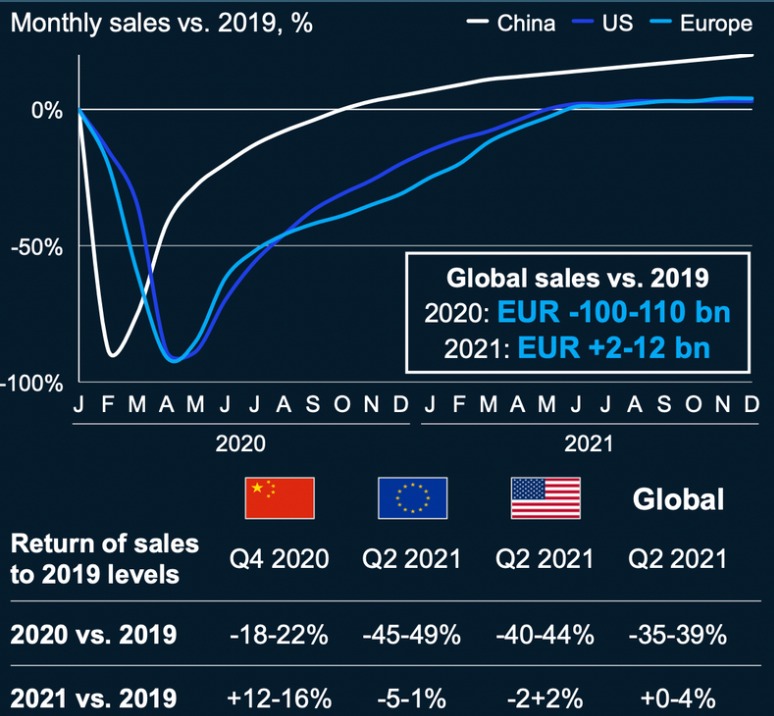 Monthly sales vs. 2019, %
China US Europe
0%
-50%
-100%
Global sales vs. 2019
2020: EUR -100-110 bn
2021: EUR +2-12 bn
J F M A M J J A S O N D J F M A M J J A S O N D
2020 2021
Global
Return of sales
to 2019 levels
Q4 2020 Q2 2021 Q2 2021 Q2 2021
2020 vs. 2019 -18-22% -45-49% -40-44% -35-39%
2021 vs. 2019 +12-16% -5-1% -2+2% +0-4%